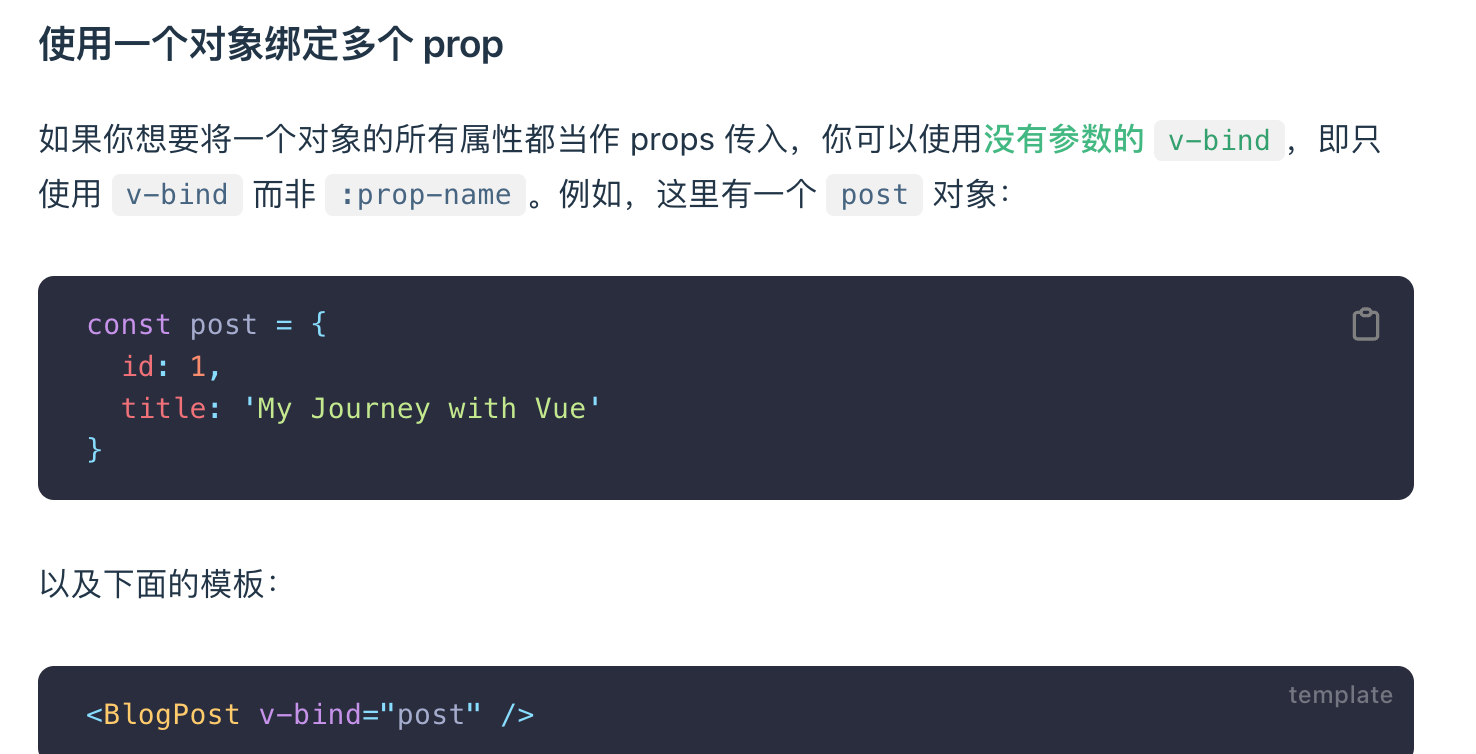 使用一个对象绑定多个 prop
如果你想要将一个对象的所有属性都当作 props 传入，你可以使用没有参数的 v-bind，即只
使用 v-bind 而非 :prop-name。例如，这里有一个 post 对象：
const post = {
  id: 1,
  title: 'My Journey with Vue'
}
以及下面的模板：
template
<BlogPost v-bind="post" />